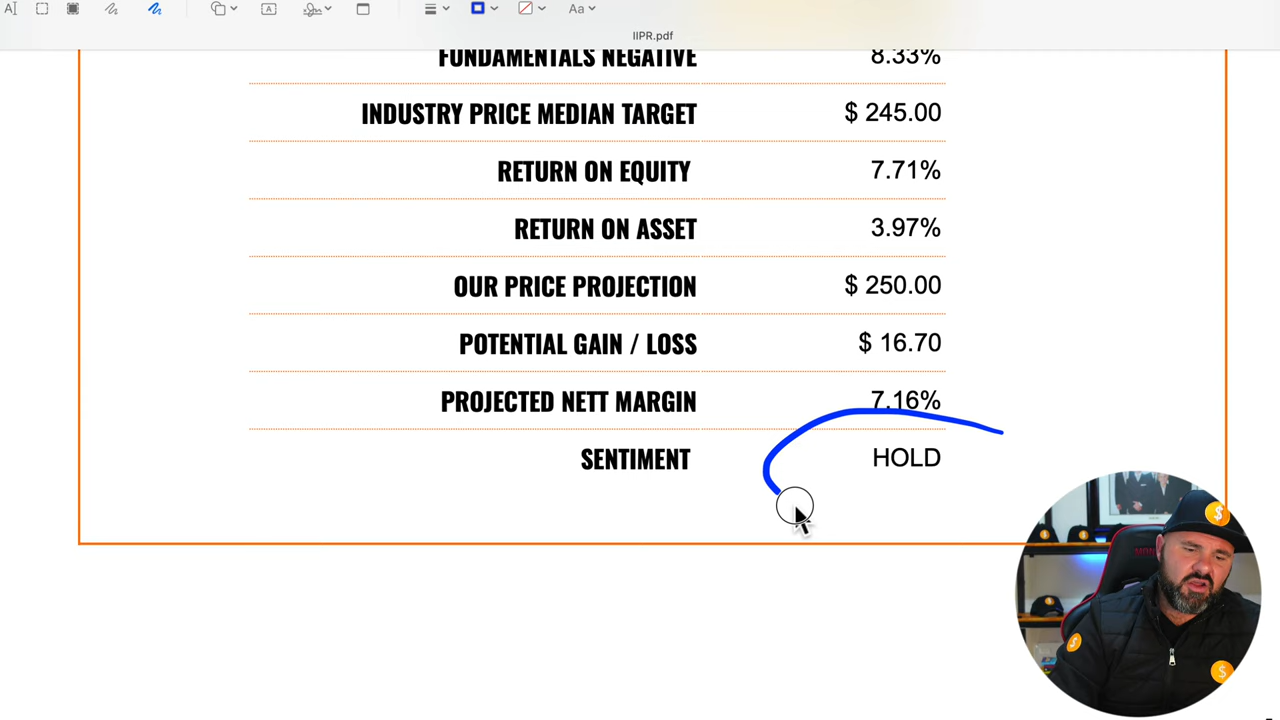 IIPR.pdf
FUNDAMENTALS NEGATIVE 8.33%
INDUSTRY PRICE MEDIAN TARGET $ 245.00
RETURN ON EQUITY 7.71%
RETURN ON ASSET 3.97%
OUR PRICE PROJECTION $ 250.00
POTENTIAL GAIN / LOSS $ 16.70
PROJECTED NETT MARGIN 7.16%
SENTIMENT HOLD